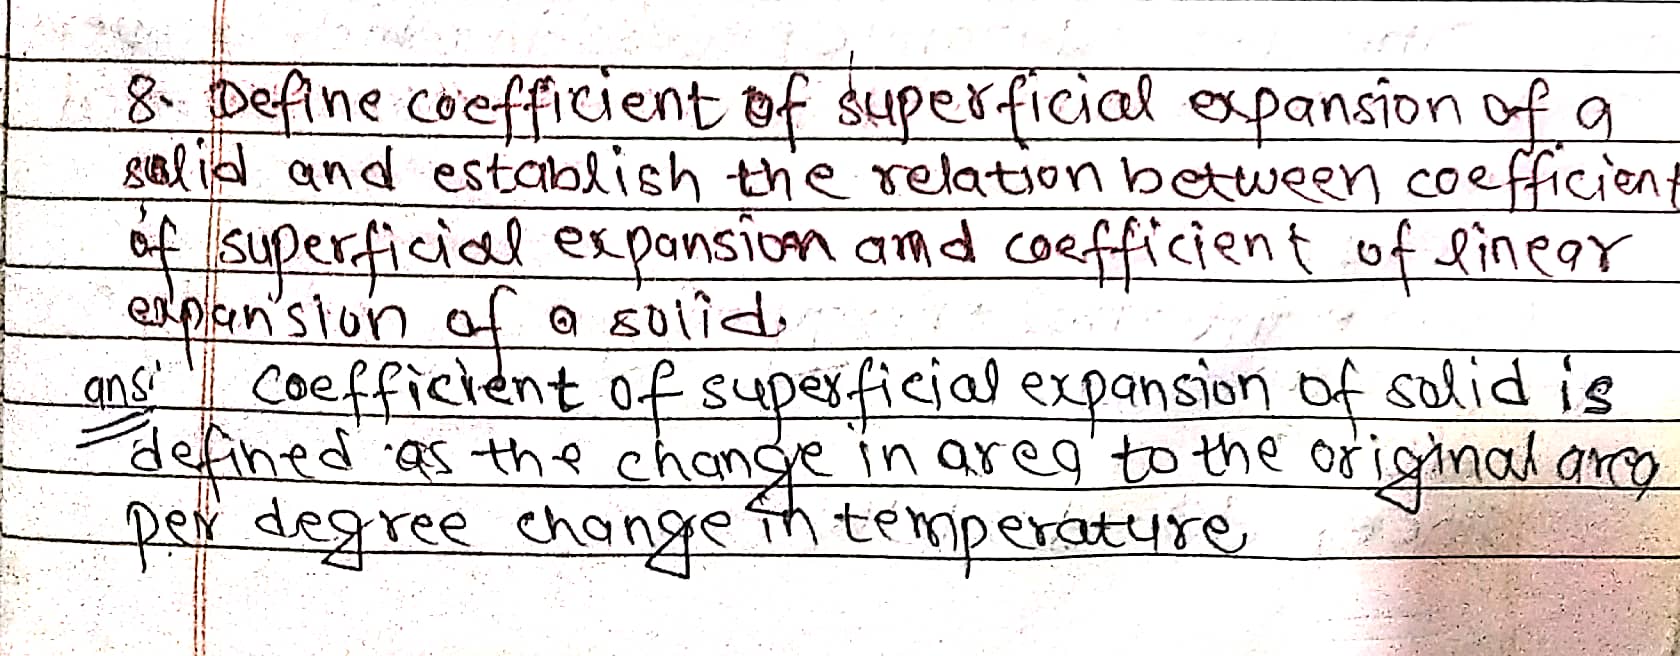 8. Define coefficient of superficial expansion of a
solid and establish the relation between coefficient
of superficial expansion and coefficient of linear
expansion of a solid.
ans: coefficient of superficial expansion of solid is
defined as the change in area to the original area
per degree change in temperature